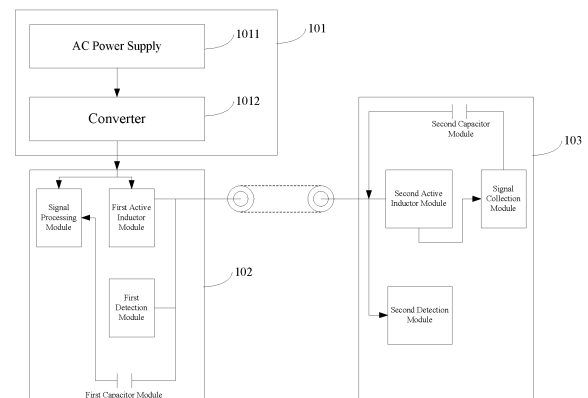 AC Power Supply
1011
101
Converter
1012
Second Capacitor
Module
103
Signal
Processing
Module
First Active
Inductor
Module
Second Active
Inductor Module
Signal
Collection
Module
102
First
Detection
Module
Second Detection
Module
First Capacitor Module